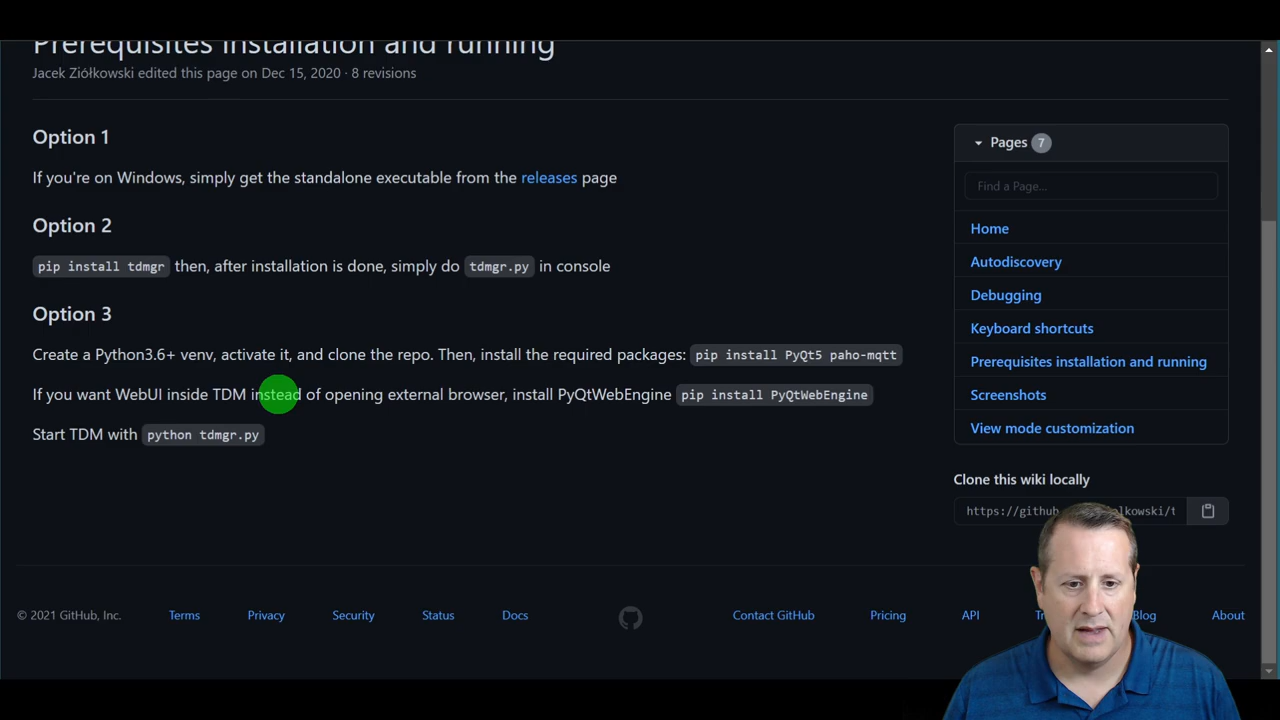 Prerequisites installation and running
Jacek Ziółkowski edited this page on Dec 15, 2020 · 8 revisions
Option 1
If you're on Windows, simply get the standalone executable from the releases page
Option 2
pip install tdmgr then, after installation is done, simply do tdmgr.py in console
Option 3
Create a Python3.6+ venv, activate it, and clone the repo. Then, install the required packages: pip install PyQt5 paho-mqtt
If you want WebUI inside TDM instead of opening external browser, install PyQtWebEngine pip install PyQtWebEngine
Start TDM with python tdmgr.py
Pages 7
Find a Page...
Home
Autodiscovery
Debugging
Keyboard shortcuts
Prerequisites installation and running
Screenshots
View mode customization
Clone this wiki locally
https://github
© 2021 GitHub, Inc. Terms Privacy Security Status Docs Contact GitHub Pricing API Blog About